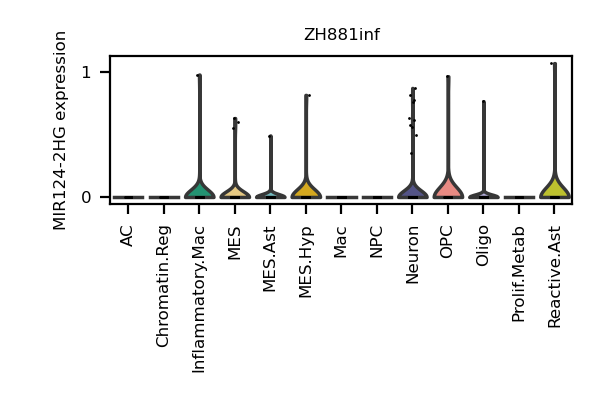 ZH881inf
MIR124-2HG expression
1
0
AC
Chromatin.Reg
Inflammatory.Mac
MES
MES.Ast
MES.Hyp
Mac
NPC
Neuron
OPC
Oligo
Prolif.Metab
Reactive.Ast